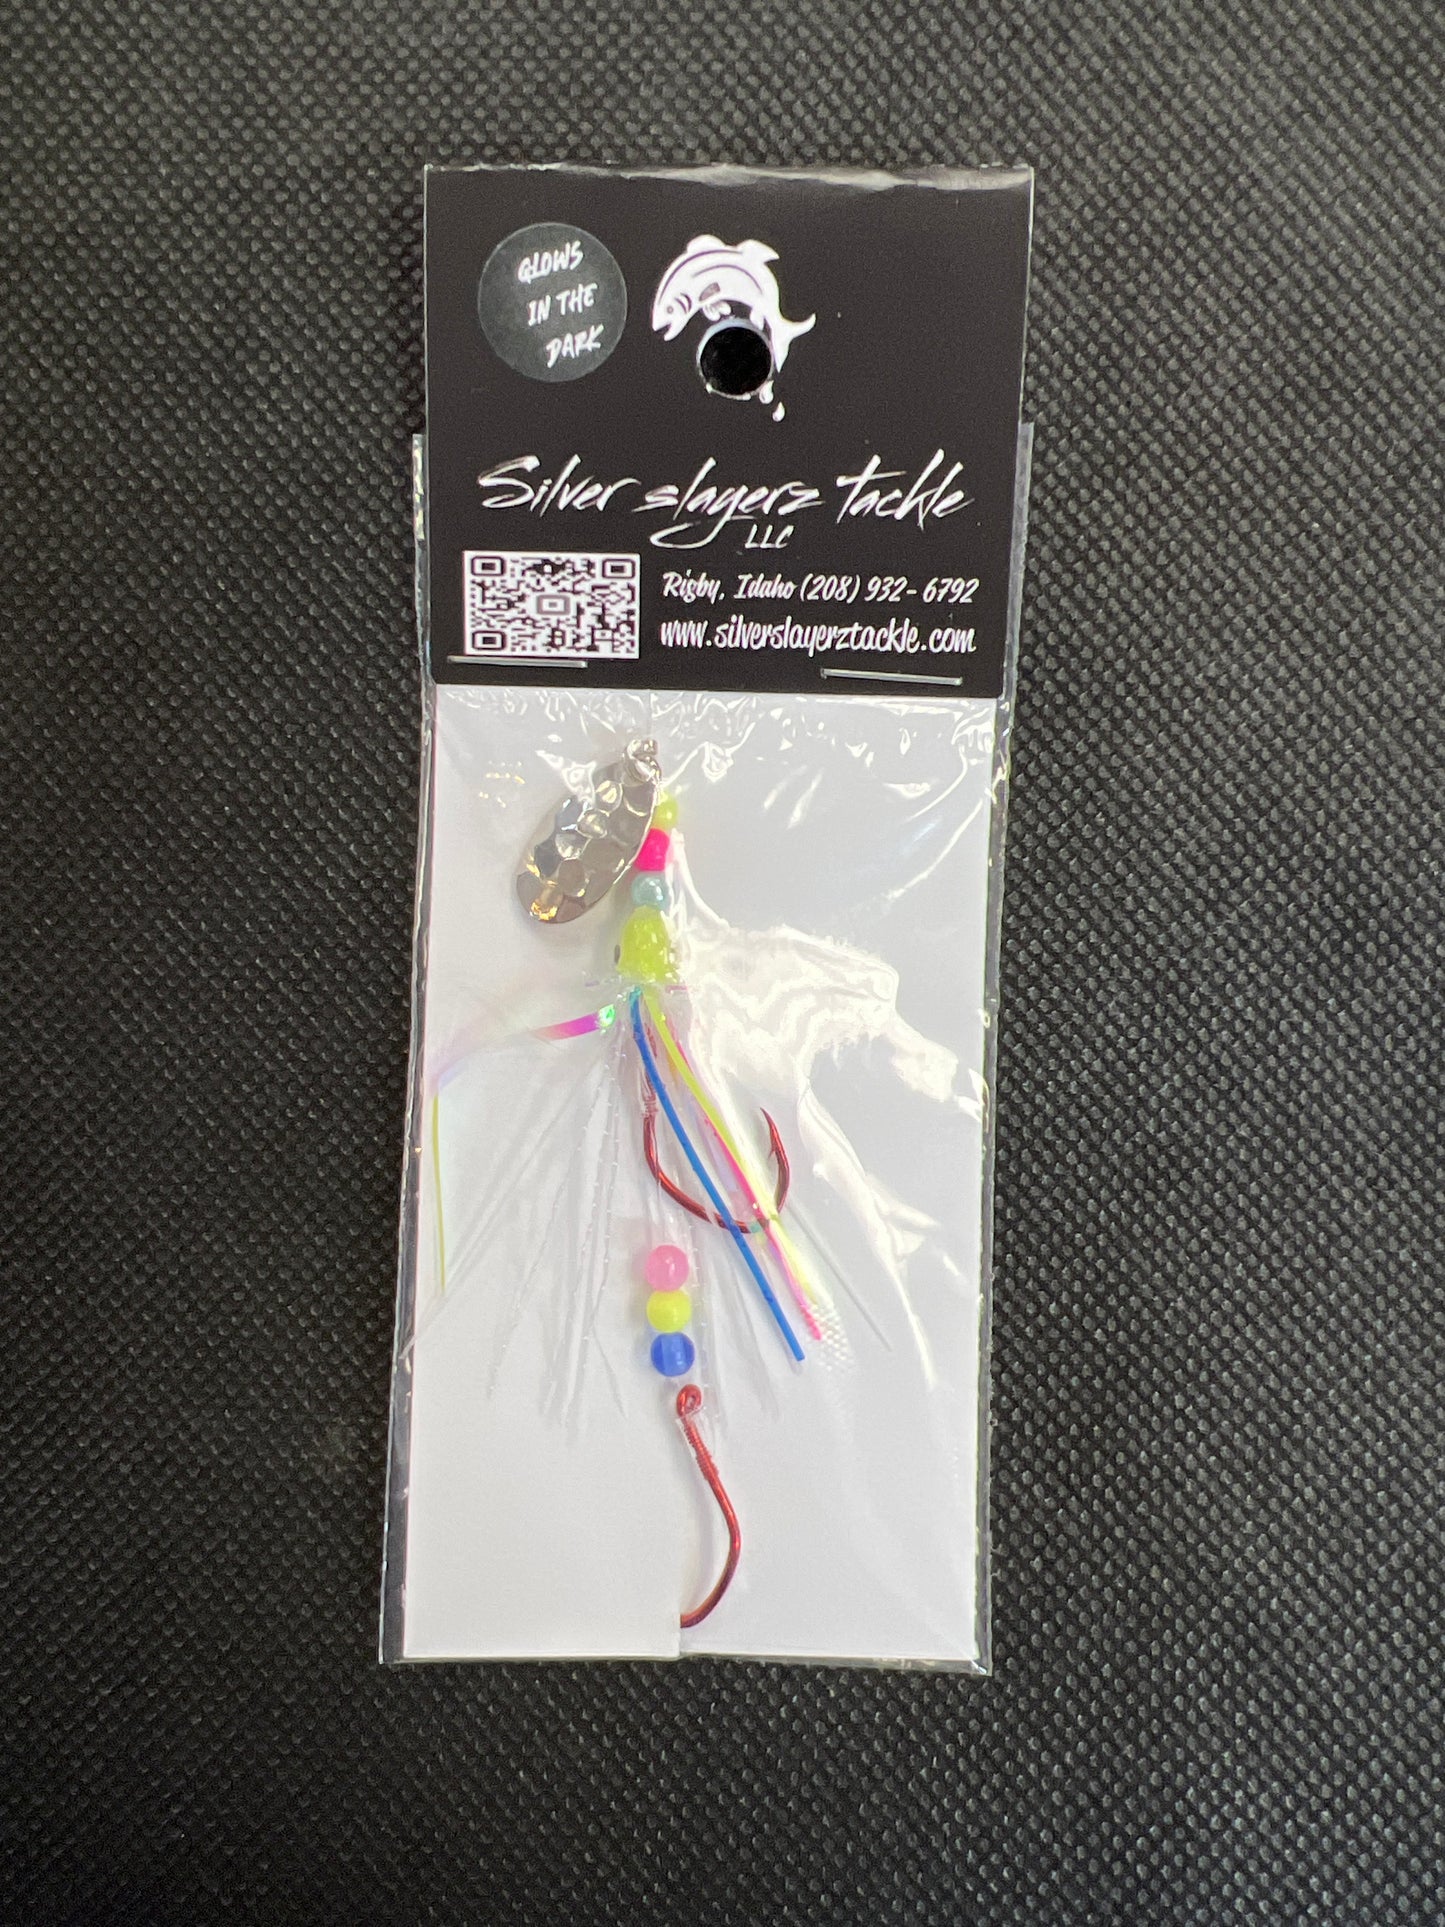 GLOWS
IN THE
DARK
Silver slayerz tackle
LLC
Rigby, Idaho (208) 932-6792
www.silverslayerztackle.com